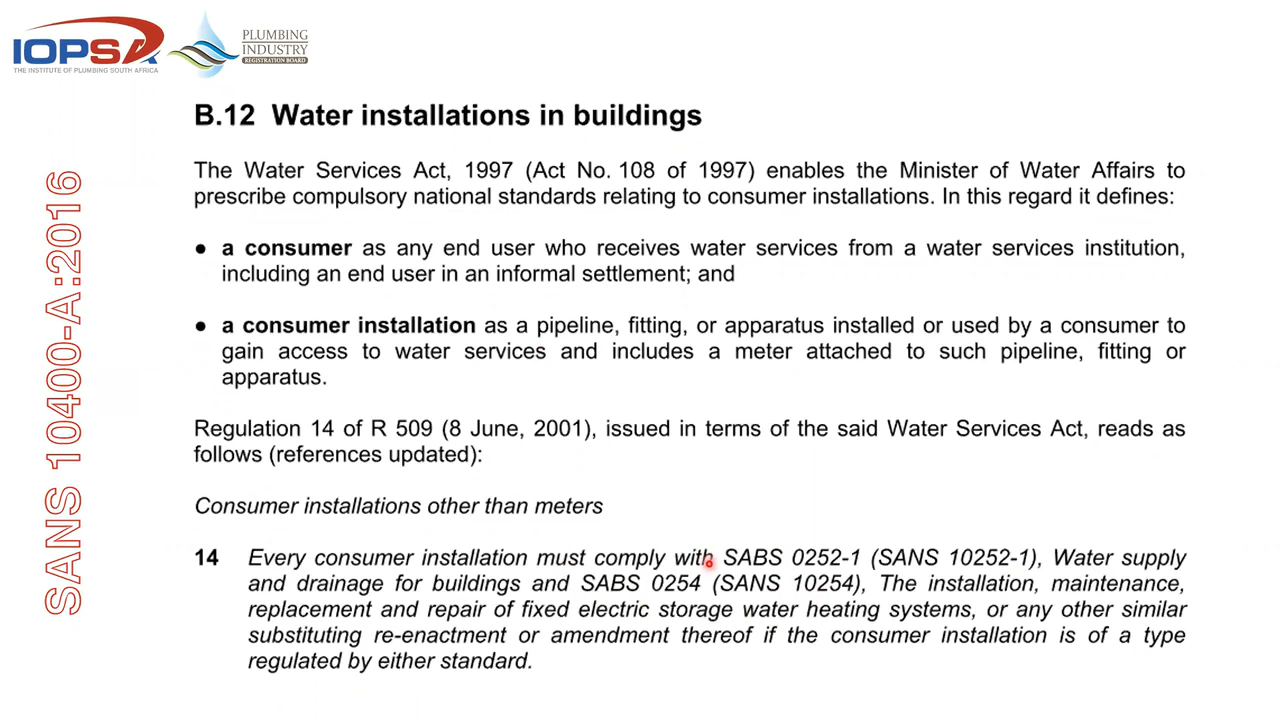 IOPSA
THE INSTITUTE OF PLUMBING SOUTH AFRICA
PLUMBING
INDUSTRY
REGISTRATION BOARD
SANS 10400-A:2016
B.12 Water installations in buildings
The Water Services Act, 1997 (Act No. 108 of 1997) enables the Minister of Water Affairs to
prescribe compulsory national standards relating to consumer installations. In this regard it defines:
● a consumer as any end user who receives water services from a water services institution,
including an end user in an informal settlement; and
● a consumer installation as a pipeline, fitting, or apparatus installed or used by a consumer to
gain access to water services and includes a meter attached to such pipeline, fitting or
apparatus.
Regulation 14 of R 509 (8 June, 2001), issued in terms of the said Water Services Act, reads as
follows (references updated):
Consumer installations other than meters
14 Every consumer installation must comply with SABS 0252-1 (SANS 10252-1), Water supply
and drainage for buildings and SABS 0254 (SANS 10254), The installation, maintenance,
replacement and repair of fixed electric storage water heating systems, or any other similar
substituting re-enactment or amendment thereof if the consumer installation is of a type
regulated by either standard.